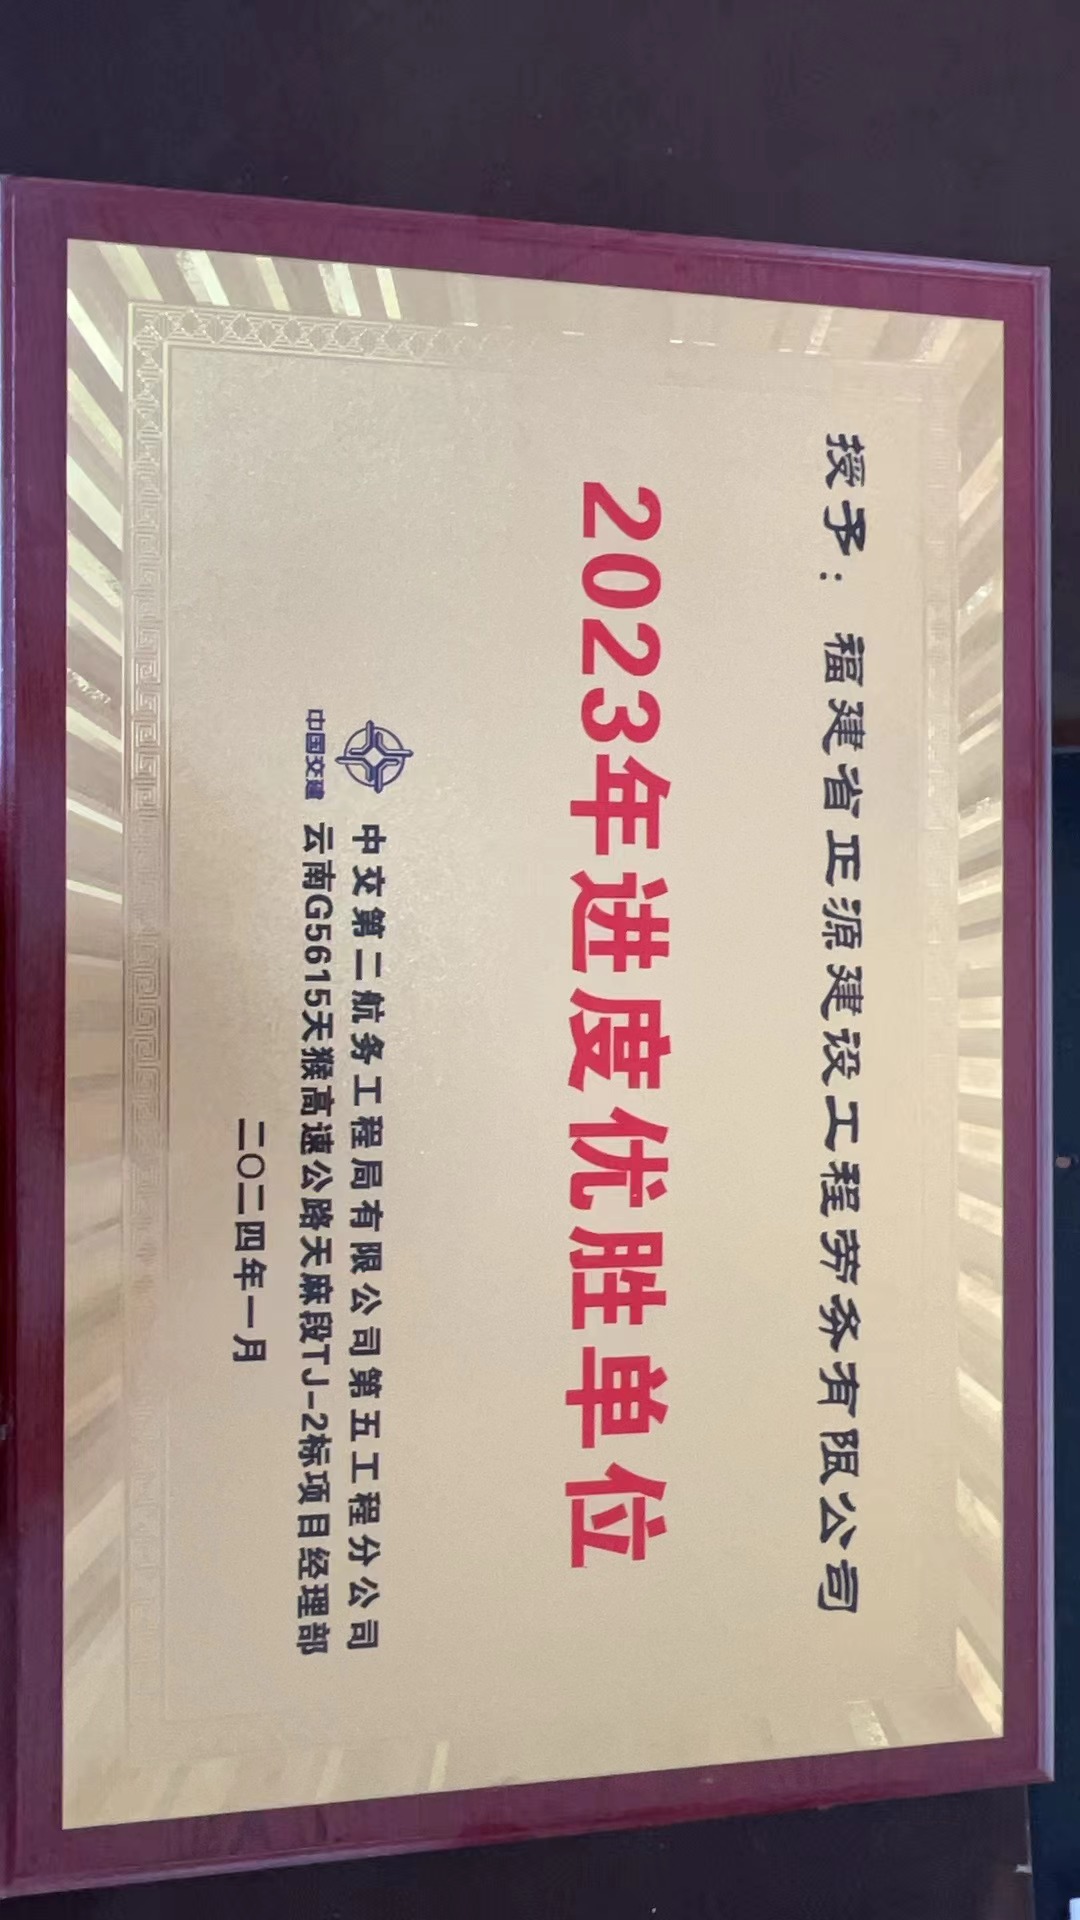 授予：福建省正源建设工程劳务有限公司
2023年进度优胜单位
中国交建
中交第二航务工程局有限公司第五工程分公司
云南G5615天猴高速公路天麻段TJ-2标项目经理部
二〇二四年一月